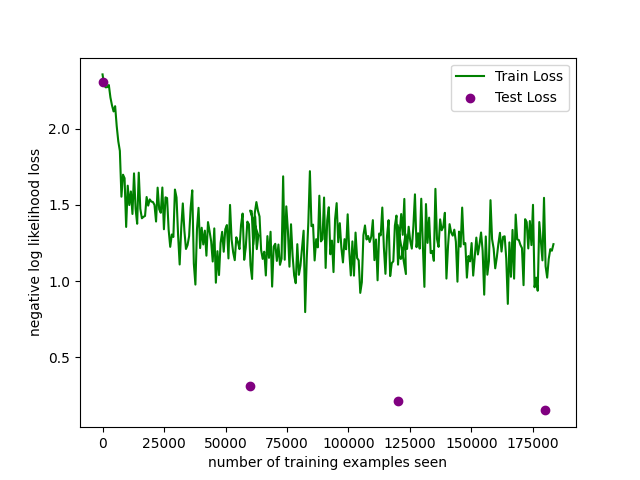 Train Loss
Test Loss
negative log likelihood loss
2.0
1.5
1.0
0.5
0 25000 50000 75000 100000 125000 150000 175000
number of training examples seen